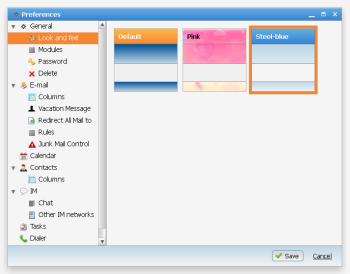 Preferences
General
Look and feel
Modules
Password
Delete
E-mail
Columns
Vacation Message
Redirect All Mail to
Rules
Junk Mail Control
Calendar
Contacts
Columns
IM
Chat
Other IM networks
Tasks
Dialer
Default
Pink
Steel-blue
Save
Cancel